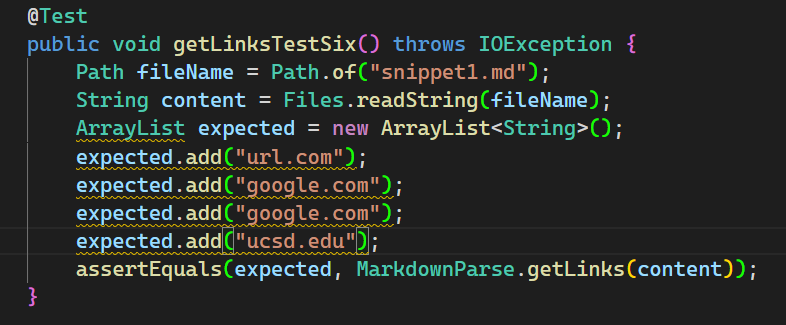 @Test
public void getLinksTestSix() throws IOException {
    Path fileName = Path.of("snippet1.md");
    String content = Files.readString(fileName);
    ArrayList expected = new ArrayList<String>();
    expected.add("url.com");
    expected.add("google.com");
    expected.add("google.com");
    expected.add("ucsd.edu");
    assertEquals(expected, MarkdownParse.getLinks(content));
}